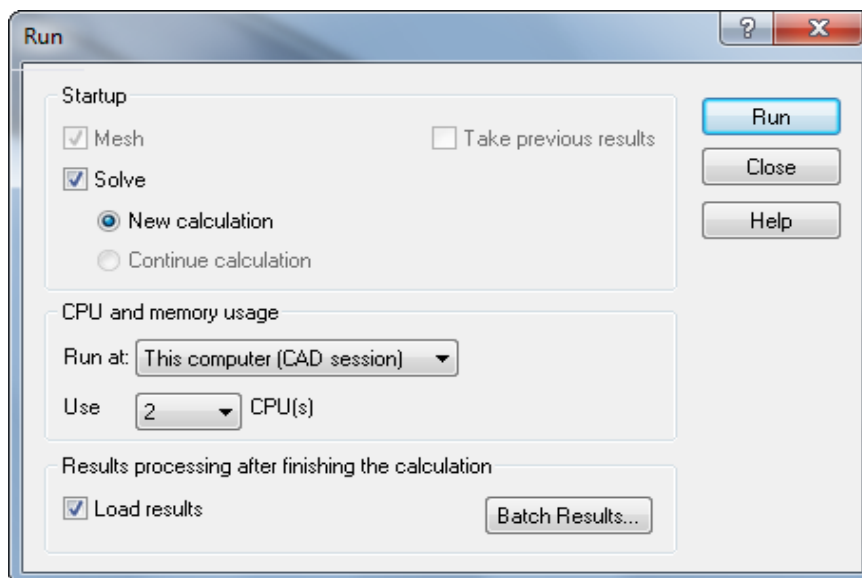 Run
Startup
Mesh
Take previous results
Solve
New calculation
Continue calculation
CPU and memory usage
Run at: This computer (CAD session)
Use 2 CPU(s)
Results processing after finishing the calculation
Load results
Batch Results...
Run
Close
Help